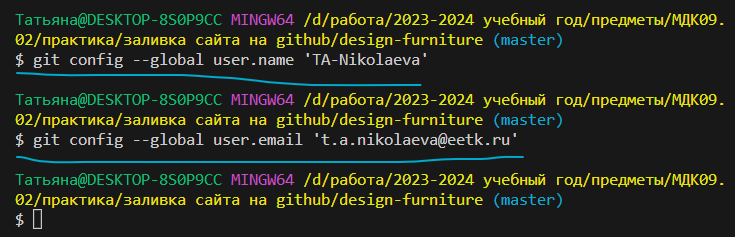 Татьяна@DESKTOP-8S0P9CC MINGW64 /d/работа/2023-2024 учебный год/предметы/МДК09.
02/практика/заливка сайта на github/design-furniture (master)
$ git config --global user.name 'TA-Nikolaeva'
Татьяна@DESKTOP-8S0P9CC MINGW64 /d/работа/2023-2024 учебный год/предметы/МДК09.
02/практика/заливка сайта на github/design-furniture (master)
$ git config --global user.email 't.a.nikolaeva@eetk.ru'
Татьяна@DESKTOP-8S0P9CC MINGW64 /d/работа/2023-2024 учебный год/предметы/МДК09.
02/практика/заливка сайта на github/design-furniture (master)
$